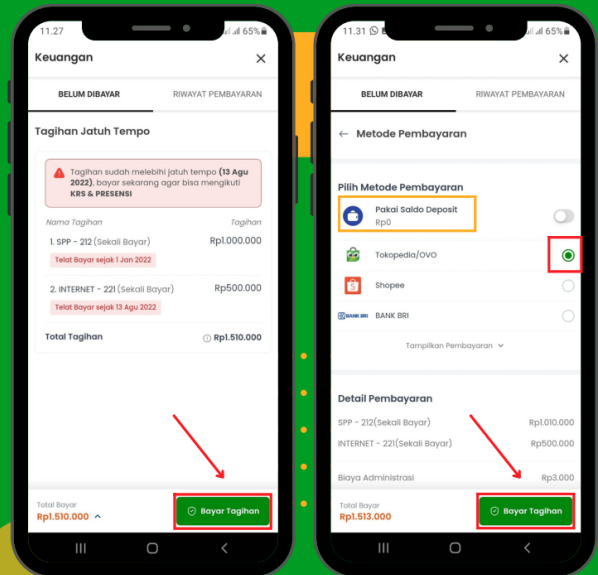 11.27
65%
Keuangan
BELUM DIBAYAR
RIWAYAT PEMBAYARAN
Tagihan Jatuh Tempo
Tagihan sudah melebihi jatuh tempo (13 Agu
2022), bayar sekarang agar bisa mengikuti
KRS & PRESENSI
Nama Tagihan
Tagihan
1. SPP - 212 (Sekali Bayar)
Rp1.000.000
Telat Bayar sejak 1 Jan 2022
2. INTERNET - 221 (Sekali Bayar)
Rp500.000
Telat Bayar sejak 13 Agu 2022
Total Tagihan
Rp1.510.000
Total Bayar
Rp1.510.000
Bayar Tagihan
11.31
65%
Keuangan
BELUM DIBAYAR
RIWAYAT PEMBAYARAN
Metode Pembayaran
Pilih Metode Pembayaran
Pakai Saldo Deposit
Rp0
Tokopedia/OVO
Shopee
BANK BRI
BANK BRI
Tampilkan Pembayaran
Detail Pembayaran
SPP - 212(Sekali Bayar)
Rp1.010.000
INTERNET - 221(Sekali Bayar)
Rp500.000
Biaya Administrasi
Rp3.000
Total Bayar
Rp1.513.000
Bayar Tagihan